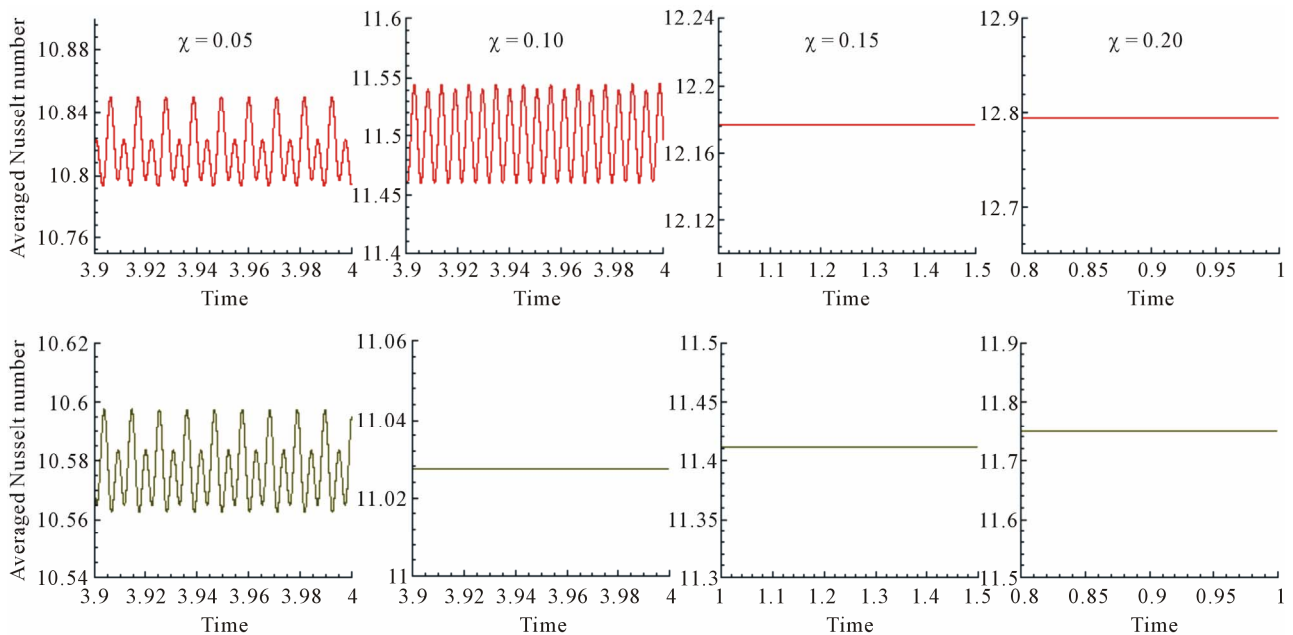 χ = 0.05
χ = 0.10
χ = 0.15
χ = 0.20
Averaged Nusselt number
10.88
10.84
10.8
10.76
3.9 3.92 3.94 3.96 3.98 4
Time
11.6
11.55
11.5
11.45
11.4
3.9 3.92 3.94 3.96 3.98 4
Time
12.24
12.2
12.16
12.12
1 1.1 1.2 1.3 1.4 1.5
Time
12.9
12.8
12.7
0.8 0.85 0.9 0.95 1
Time
Averaged Nusselt number
10.62
10.6
10.58
10.56
10.54
3.9 3.92 3.94 3.96 3.98 4
Time
11.06
11.04
11.02
11
3.9 3.92 3.94 3.96 3.98 4
Time
11.5
11.45
11.4
11.35
11.3
1 1.1 1.2 1.3 1.4 1.5
Time
11.9
11.8
11.7
11.6
11.5
0.8 0.85 0.9 0.95 1
Time